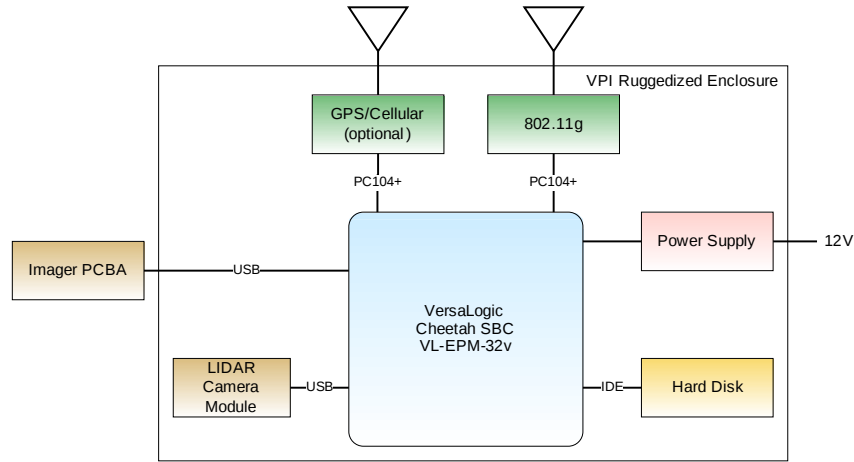 VPI Ruggedized Enclosure
GPS/Cellular
(optional)
802.11g
PC104+
PC104+
Imager PCBA
USB
Power Supply
12V
VersaLogic
Cheetah SBC
VL-EPM-32v
LIDAR
Camera
Module
USB
IDE
Hard Disk